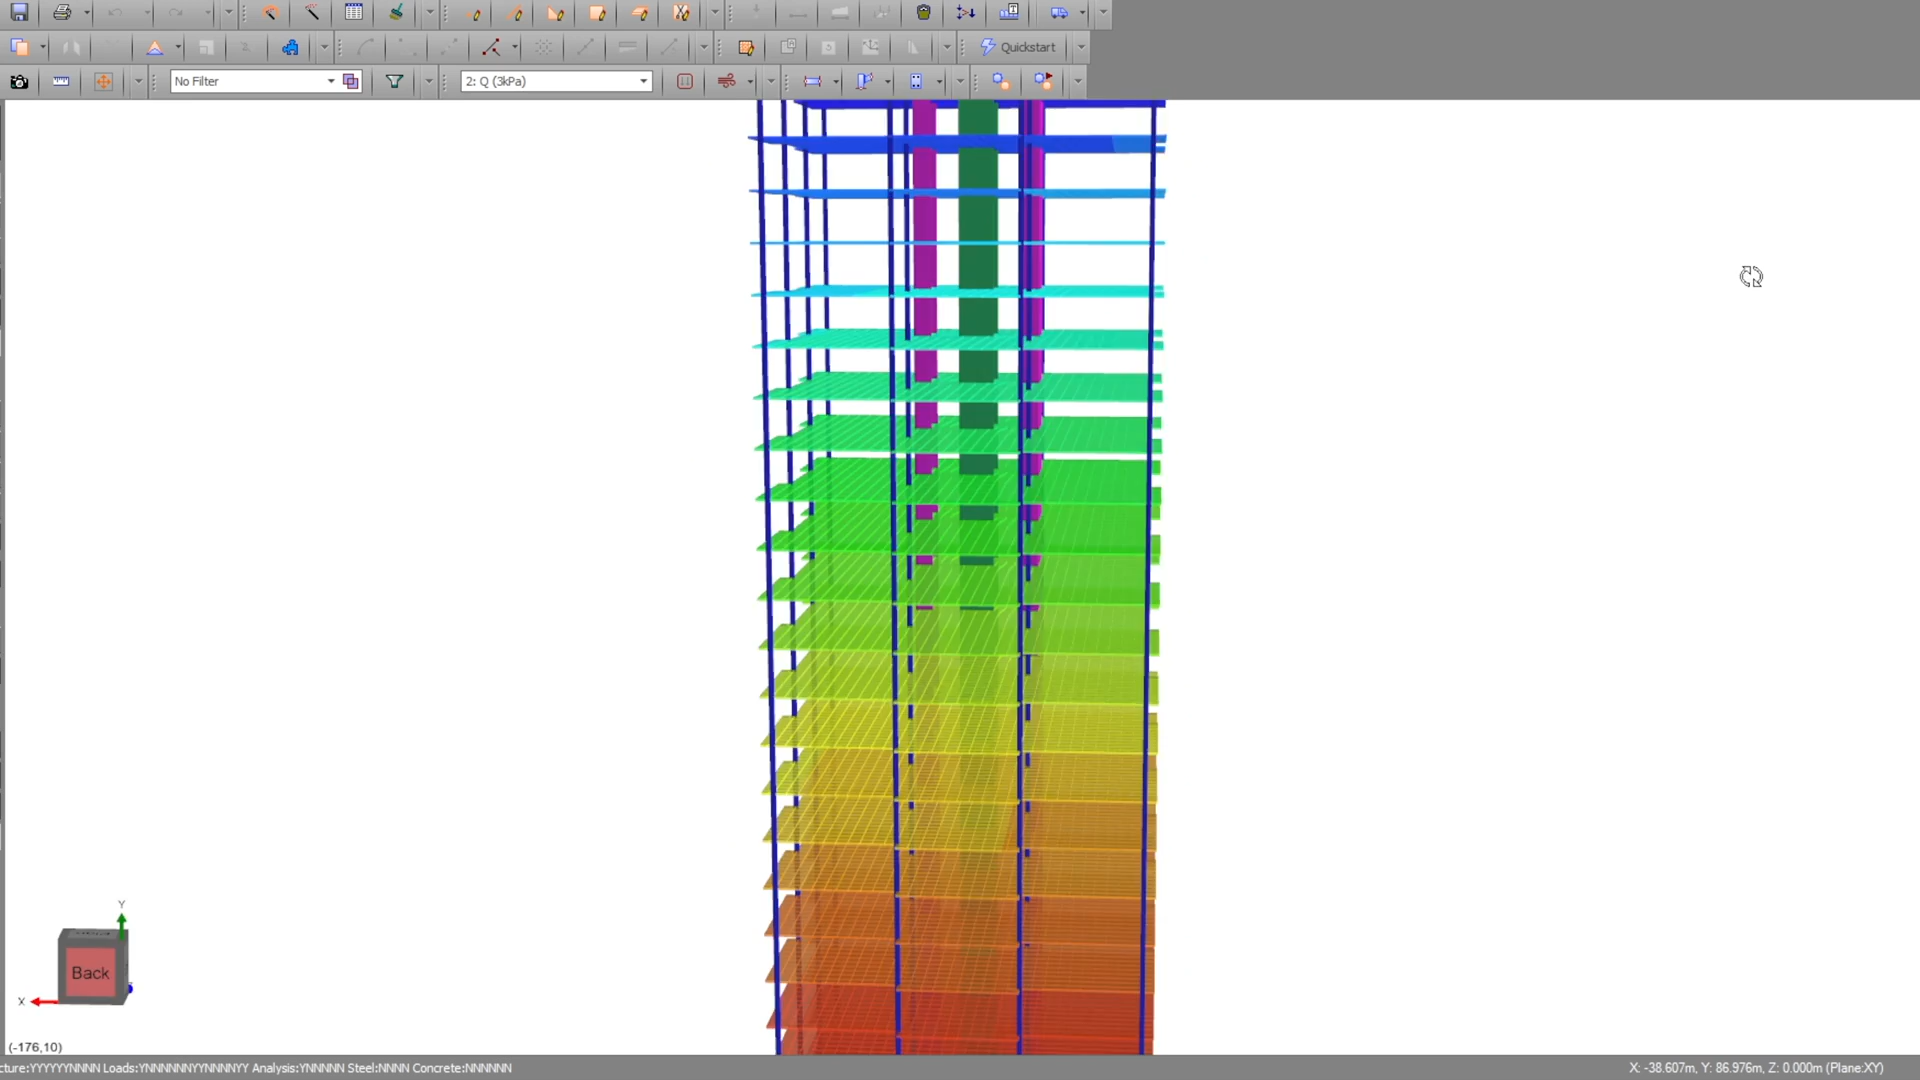 Quickstart
No Filter
2: Q (3kPa)
Y
Back
X
(-176,10)
cture:YYYYYYNNNN Loads:YNNNNNNYYNNNNYY Analysis:YNNNNN Steel:NNNN Concrete:NNNNNN
X: -38.607m, Y: 86.976m, Z: 0.000m (Plane:XY)